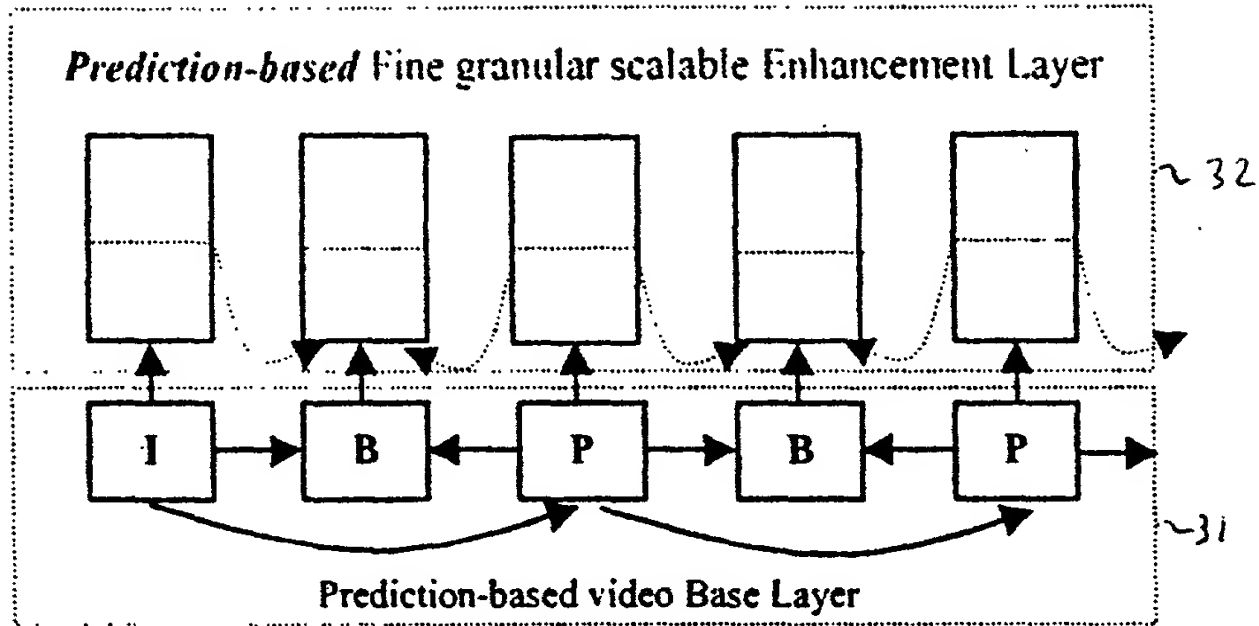 Prediction-based Fine granular scalable Enhancement Layer
~ 32
I B P B P
~31
Prediction-based video Base Layer